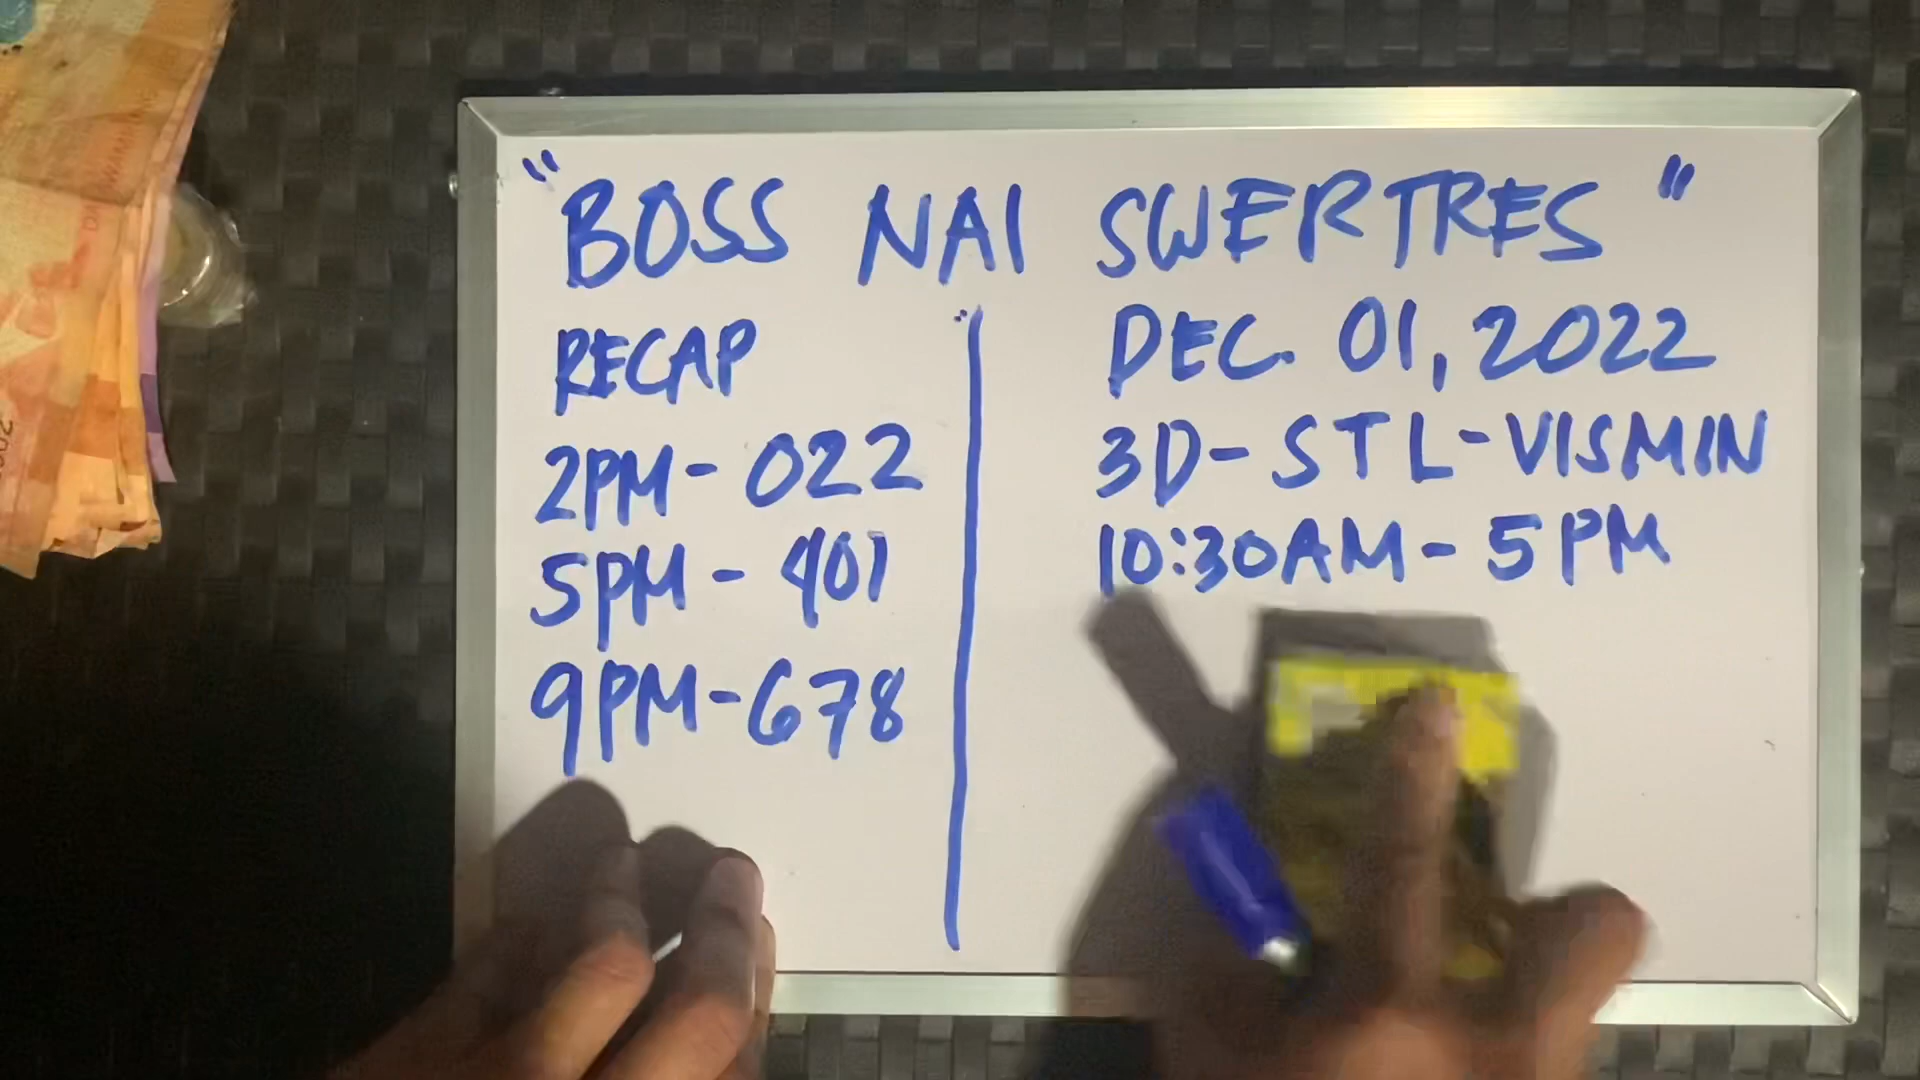 "BOSS NAI SWERTRES"
RECAP
2PM - 022
5PM - 401
9PM - 678
DEC. 01, 2022
3D - STL - VISMIN
10:30AM - 5PM